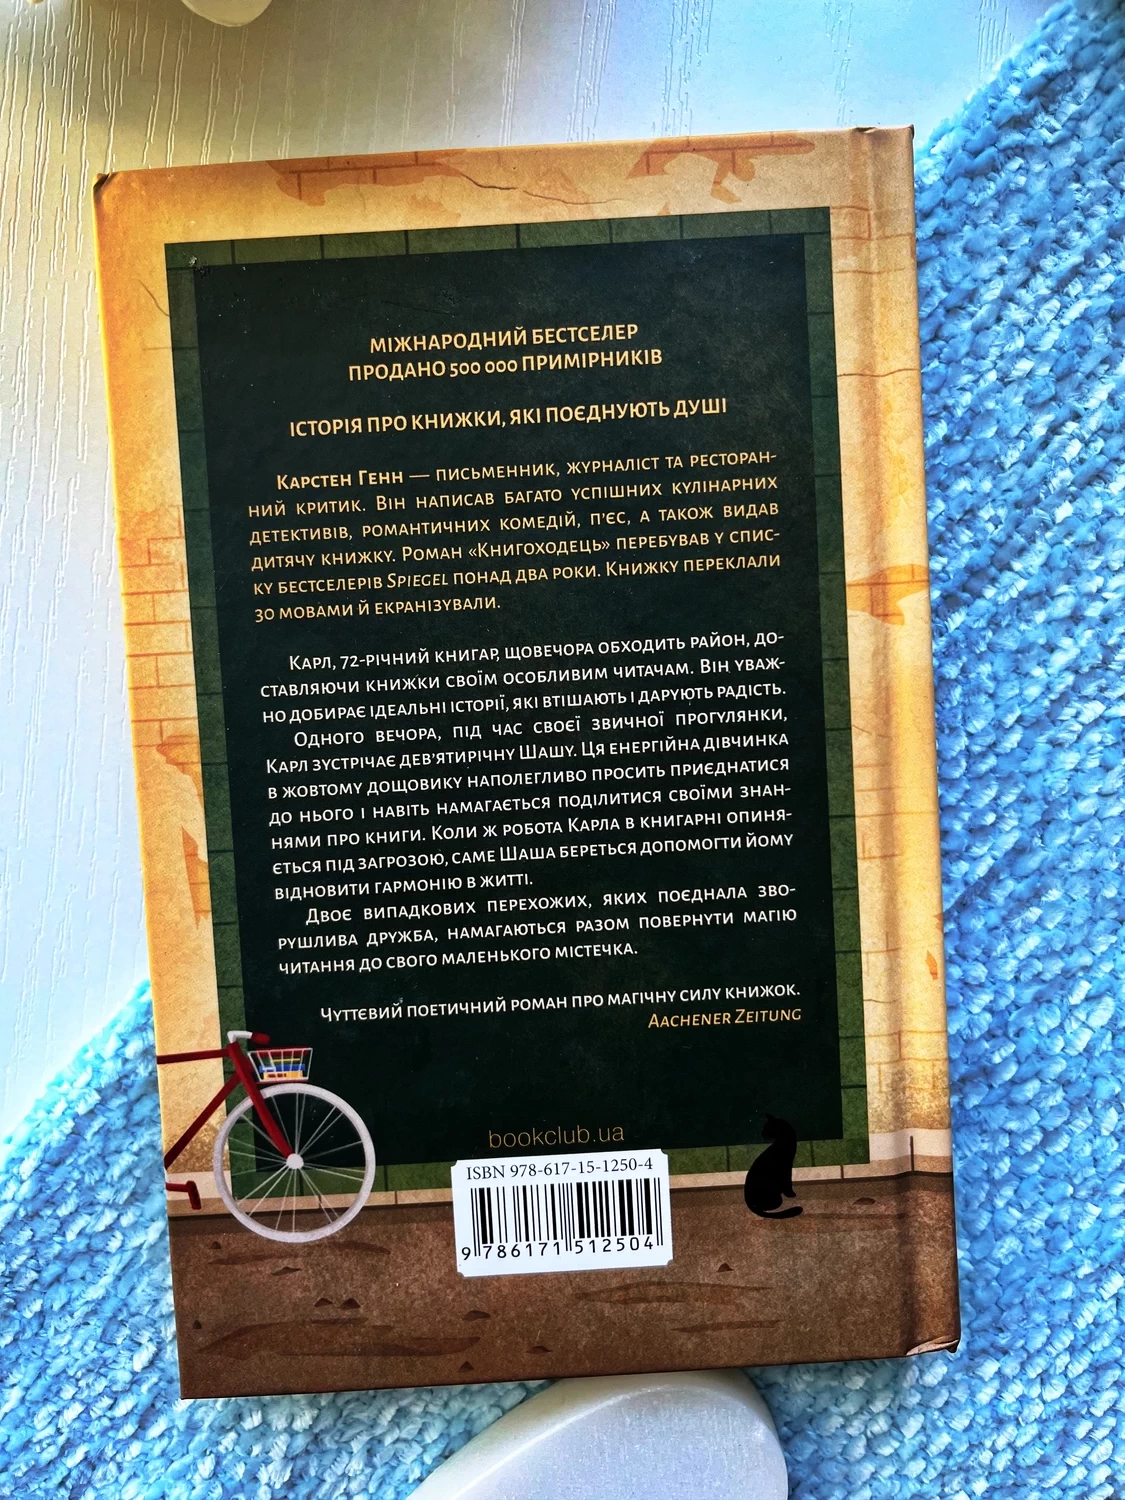 МІЖНАРОДНИЙ БЕСТСЕЛЕР
ПРОДАНО 500 000 ПРИМІРНИКІВ
ІСТОРІЯ ПРО КНИЖКИ, ЯКІ ПОЄДНУЮТЬ ДУШІ
Карстен Генн — письменник, журналіст та ресторан-
ний критик. Він написав багато успішних кулінарних
детективів, романтичних комедій, п'єс, а також видав
дитячу книжку. Роман «Книгоходець» перебував у спис-
ку бестселерів Spiegel понад два роки. Книжку переклали
30 мовами й екранізували.
Карл, 72-річний книгар, щовечора обходить район, до-
ставляючи книжки своїм особливим читачам. Він уваж-
но добирає ідеальні історії, які втішають і дарують радість.
Одного вечора, під час своєї звичної прогулянки,
Карл зустрічає дев'ятирічну Шашу. Ця енергійна дівчинка
в жовтому дощовику наполегливо просить приєднатися
до нього і навіть намагається поділитися своїми знан-
нями про книги. Коли ж робота Карла в книгарні опиня-
ється під загрозою, саме Шаша береться допомогти йому
відновити гармонію в житті.
Двоє випадкових перехожих, яких поєднала зво-
рушлива дружба, намагаються разом повернути магію
читання до свого маленького містечка.
Чуттєвий поетичний роман про магічну силу книжок.
Aachener Zeitung
bookclub.ua
ISBN 978-617-15-1250-4
9 786171 512504